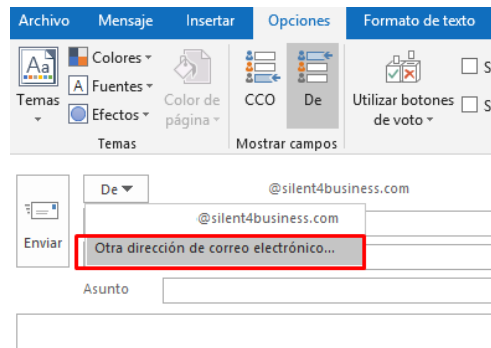 Archivo Mensaje Insertar Opciones Formato de texto
Aa Colores
A Fuentes
Efectos
Temas
Color de
página
CCO
De
Utilizar botones
de voto
S
S
Temas Mostrar campos
De @silent4business.com
@silent4business.com
Otra dirección de correo electrónico...
Enviar
Asunto